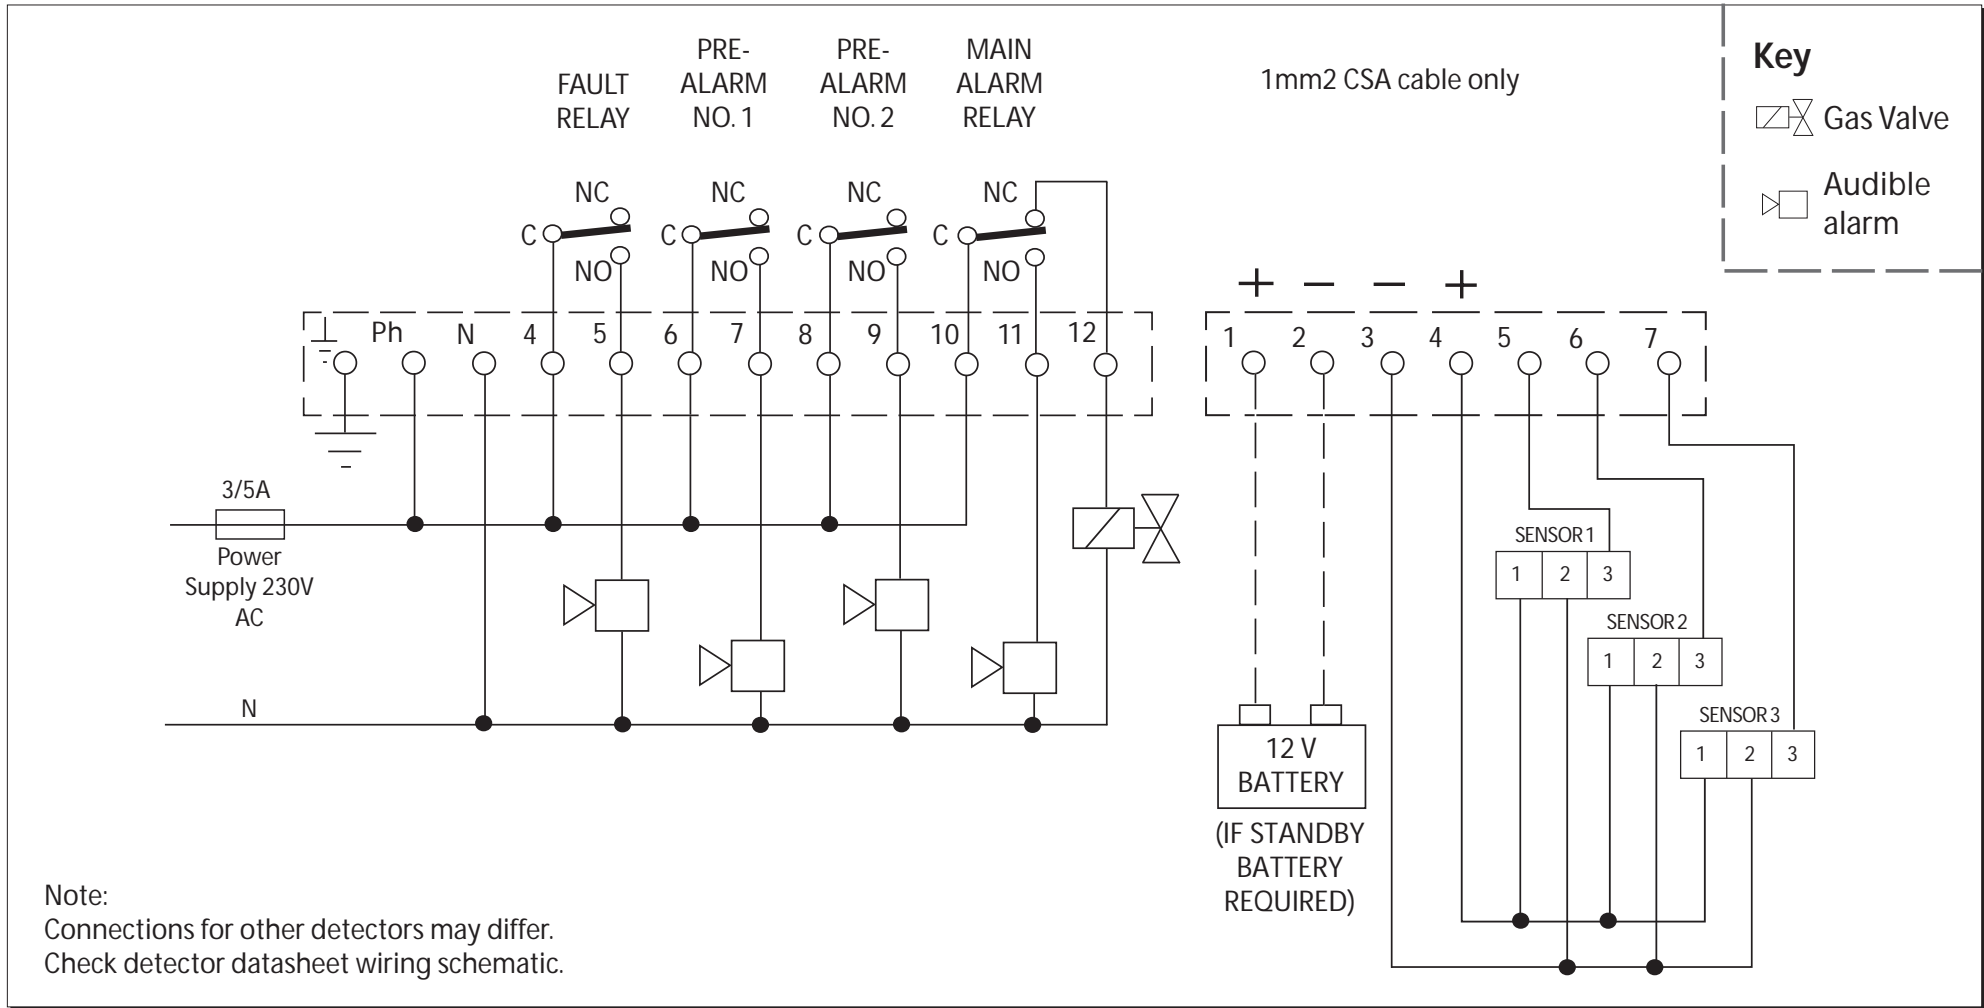 FAULT
RELAY
PRE-
ALARM
NO. 1
PRE-
ALARM
NO. 2
MAIN
ALARM
RELAY
1mm2 CSA cable only
Key
Gas Valve
Audible
alarm
NC
NC
NC
NC
C
C
C
C
NO
NO
NO
NO
+ − − +
Ph N 4 5 6 7 8 9 10 11 12
1 2 3 4 5 6 7
3/5A
Power
Supply 230V
AC
N
SENSOR 1
1 2 3
SENSOR 2
1 2 3
SENSOR 3
1 2 3
12 V
BATTERY
(IF STANDBY
BATTERY
REQUIRED)
Note:
Connections for other detectors may differ.
Check detector datasheet wiring schematic.